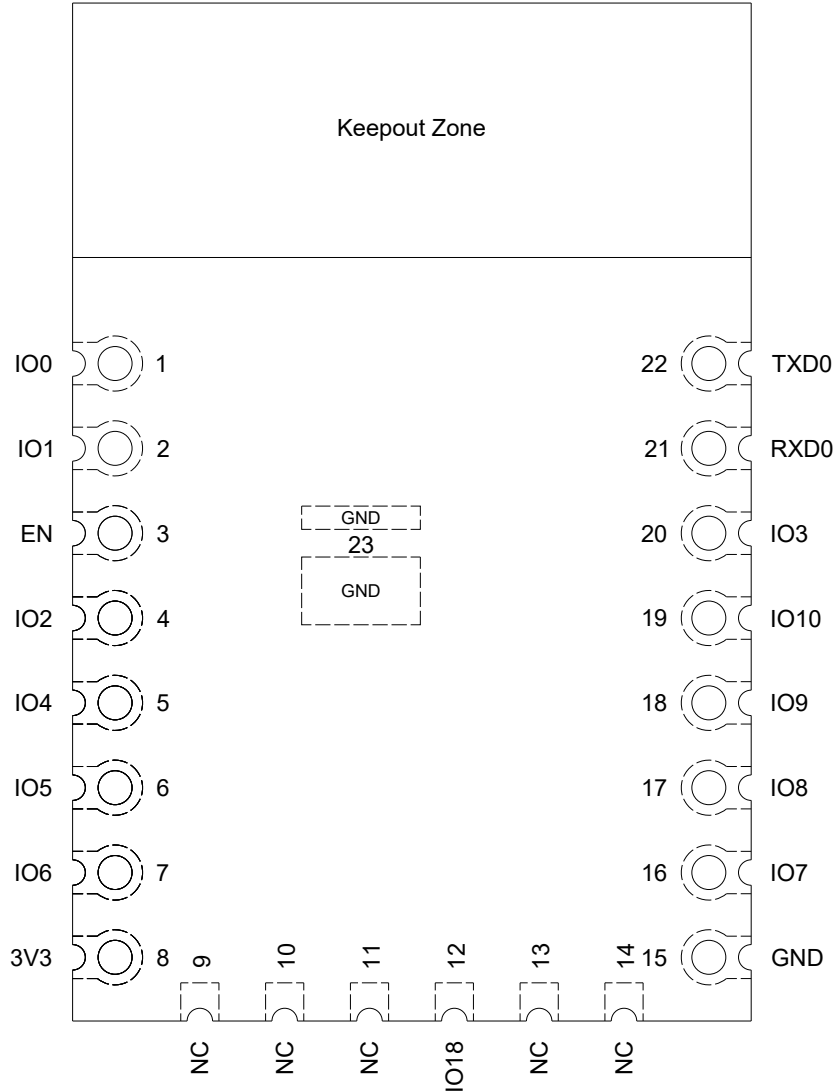 Keepout Zone
IO0 1 22 TXD0
IO1 2 21 RXD0
GND
EN 3 20 IO3
23
GND
IO2 4 19 IO10
IO4 5 18 IO9
IO5 6 17 IO8
IO6 7 16 IO7
3V3 8 9 10 11 12 13 14 15 GND
NC NC NC IO18 NC NC